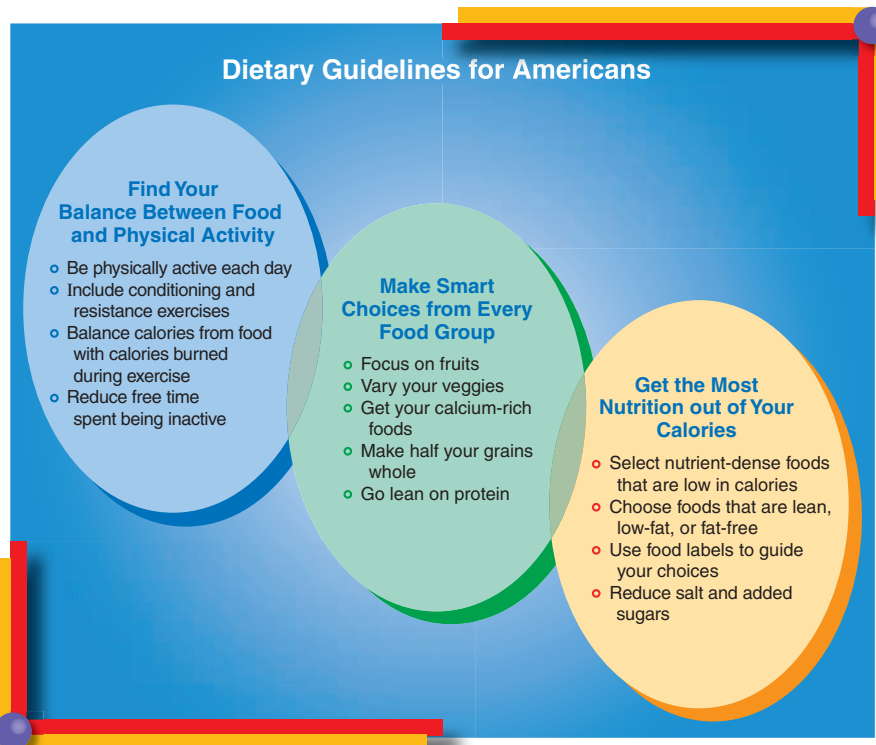 Dietary Guidelines for Americans
Find Your
Balance Between Food
and Physical Activity
Be physically active each day
Include conditioning and
resistance exercises
Balance calories from food
with calories burned
during exercise
Reduce free time
spent being inactive
Make Smart
Choices from Every
Food Group
Focus on fruits
Vary your veggies
Get your calcium-rich
foods
Make half your grains
whole
Go lean on protein
Get the Most
Nutrition out of Your
Calories
Select nutrient-dense foods
that are low in calories
Choose foods that are lean,
low-fat, or fat-free
Use food labels to guide
your choices
Reduce salt and added
sugars